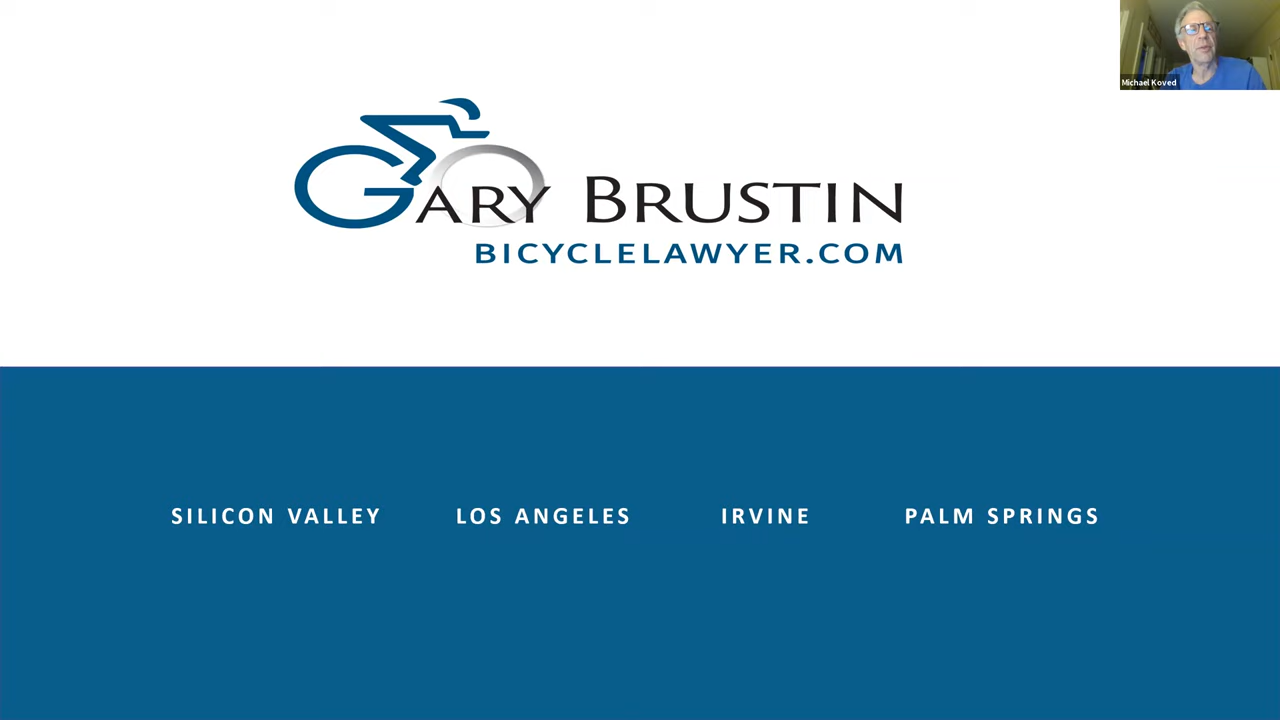 Michael Koved
GARY BRUSTIN
BICYCLELAWYER.COM
SILICON VALLEY LOS ANGELES IRVINE PALM SPRINGS